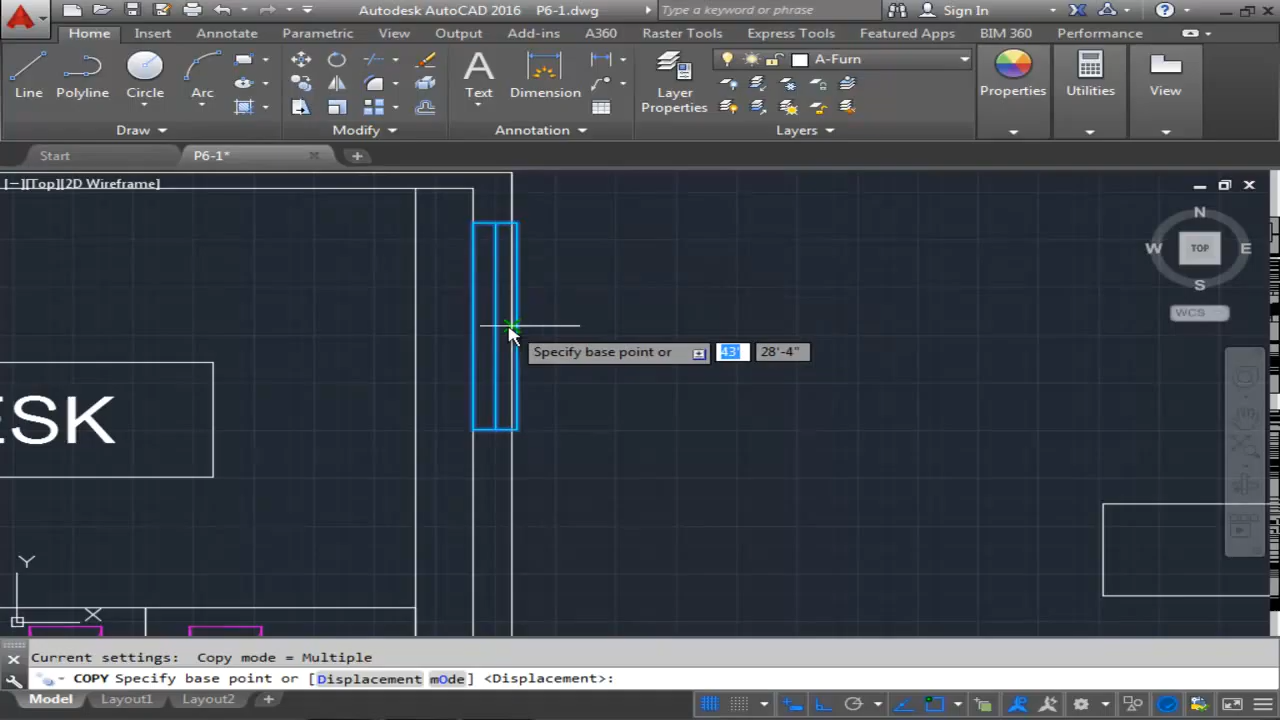 Autodesk AutoCAD 2016 P6-1.dwg Type a keyword or phrase Sign In
Home Insert Annotate Parametric View Output Add-ins A360 Raster Tools Express Tools Featured Apps BIM 360 Performance
A-Furn
Line Polyline Circle Arc Text Dimension Layer Properties Properties Utilities View
Draw Modify Annotation Layers
Start P6-1*
[−][Top][2D Wireframe]
N
W TOP E
S
WCS
Specify base point or 43' 28'-4"
ESK
Y
X
Current settings: Copy mode = Multiple
COPY Specify base point or [Displacement mOde] <Displacement>:
Model Layout1 Layout2